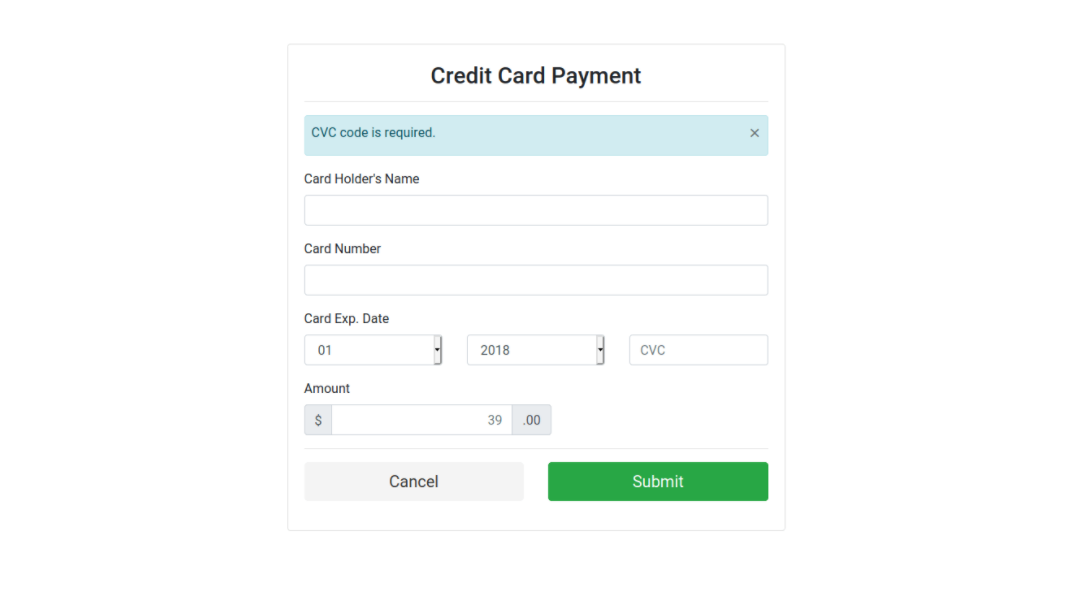 Credit Card Payment
CVC code is required. ×
Card Holder's Name
Card Number
Card Exp. Date
01 2018 CVC
Amount
$ 39 .00
Cancel Submit